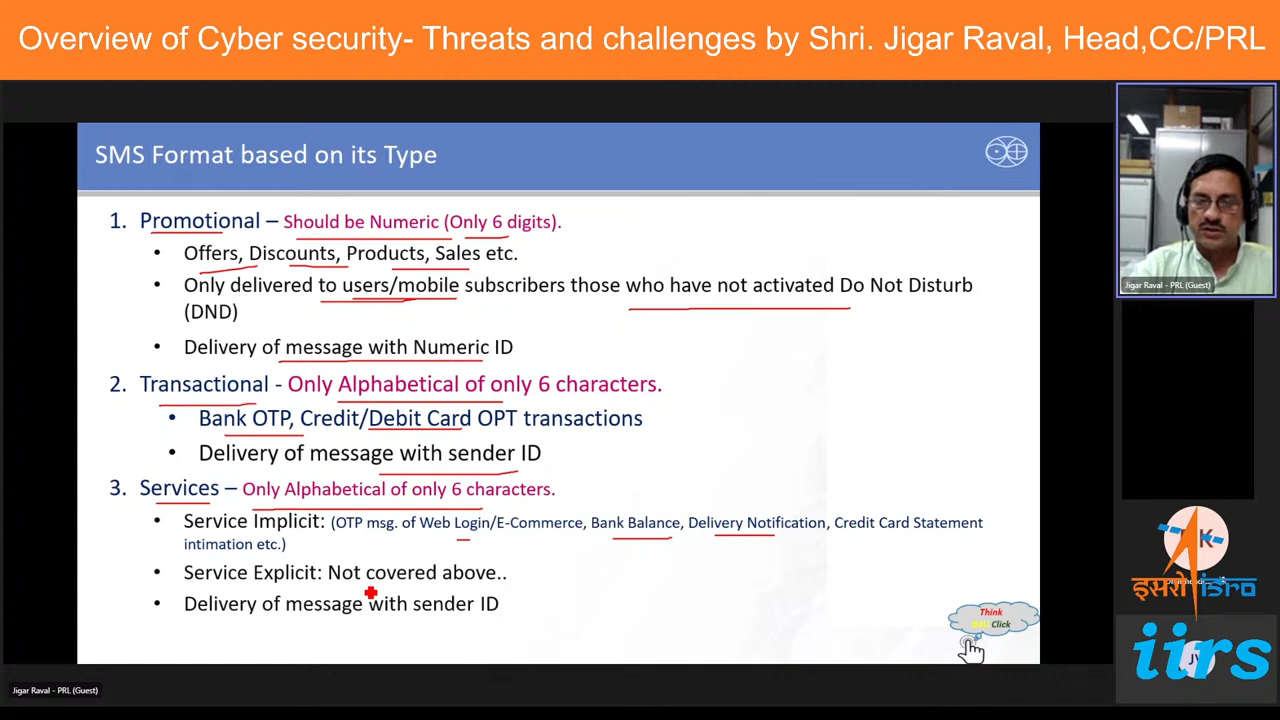 Overview of Cyber security- Threats and challenges by Shri. Jigar Raval, Head,CC/PRL
SMS Format based on its Type
1. Promotional – Should be Numeric (Only 6 digits).
• Offers, Discounts, Products, Sales etc.
• Only delivered to users/mobile subscribers those who have not activated Do Not Disturb
(DND)
• Delivery of message with Numeric ID
2. Transactional - Only Alphabetical of only 6 characters.
• Bank OTP, Credit/Debit Card OPT transactions
• Delivery of message with sender ID
3. Services – Only Alphabetical of only 6 characters.
• Service Implicit: (OTP msg. of Web Login/E-Commerce, Bank Balance, Delivery Notification, Credit Card Statement
intimation etc.)
• Service Explicit: Not covered above..
• Delivery of message with sender ID
Think
Click
Jigar Raval - PRL (Guest)
K
इसरो isro
iirs
JY
Jigar Raval - PRL (Guest)